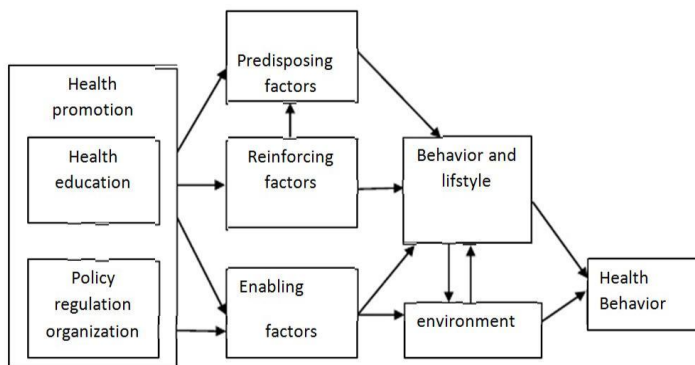 Health
promotion
Health
education
Policy
regulation
organization
Predisposing
factors
Reinforcing
factors
Enabling
factors
Behavior and
lifstyle
environment
Health
Behavior